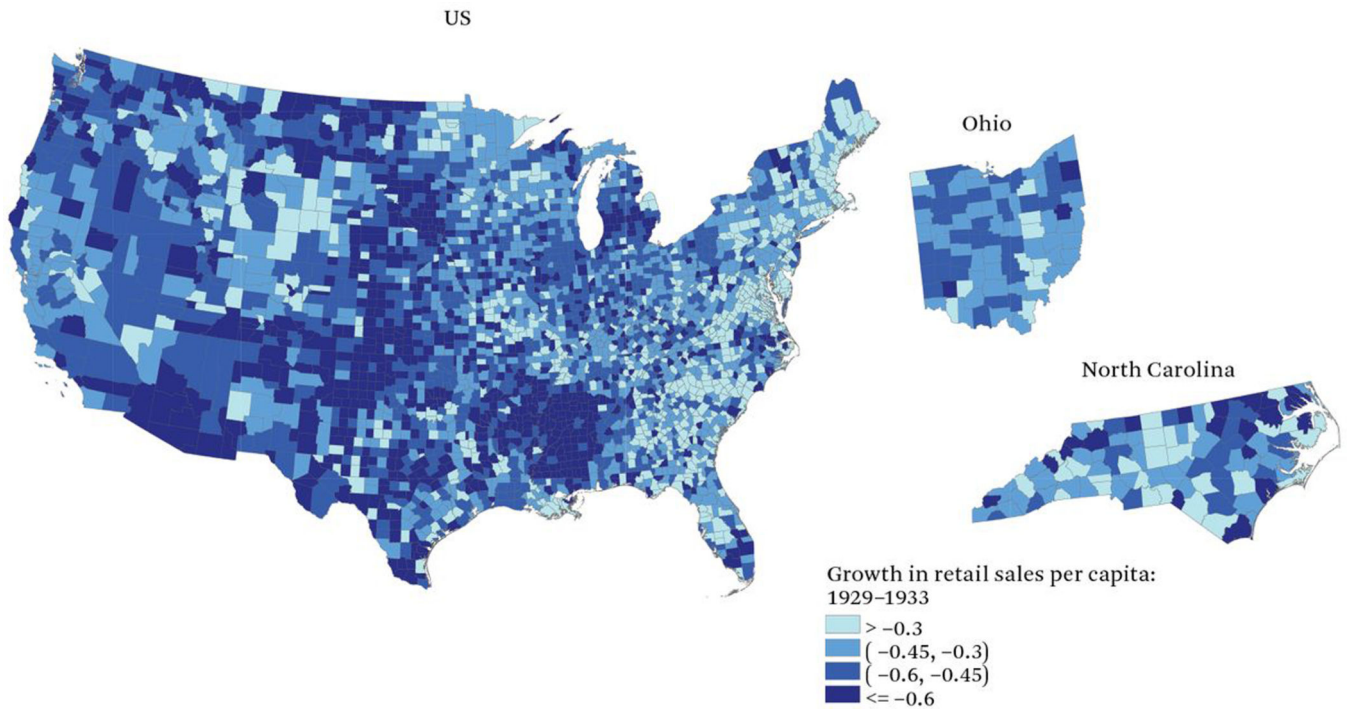 US
Ohio
North Carolina
Growth in retail sales per capita:
1929–1933
> −0.3
( −0.45, −0.3)
( −0.6, −0.45)
<= −0.6